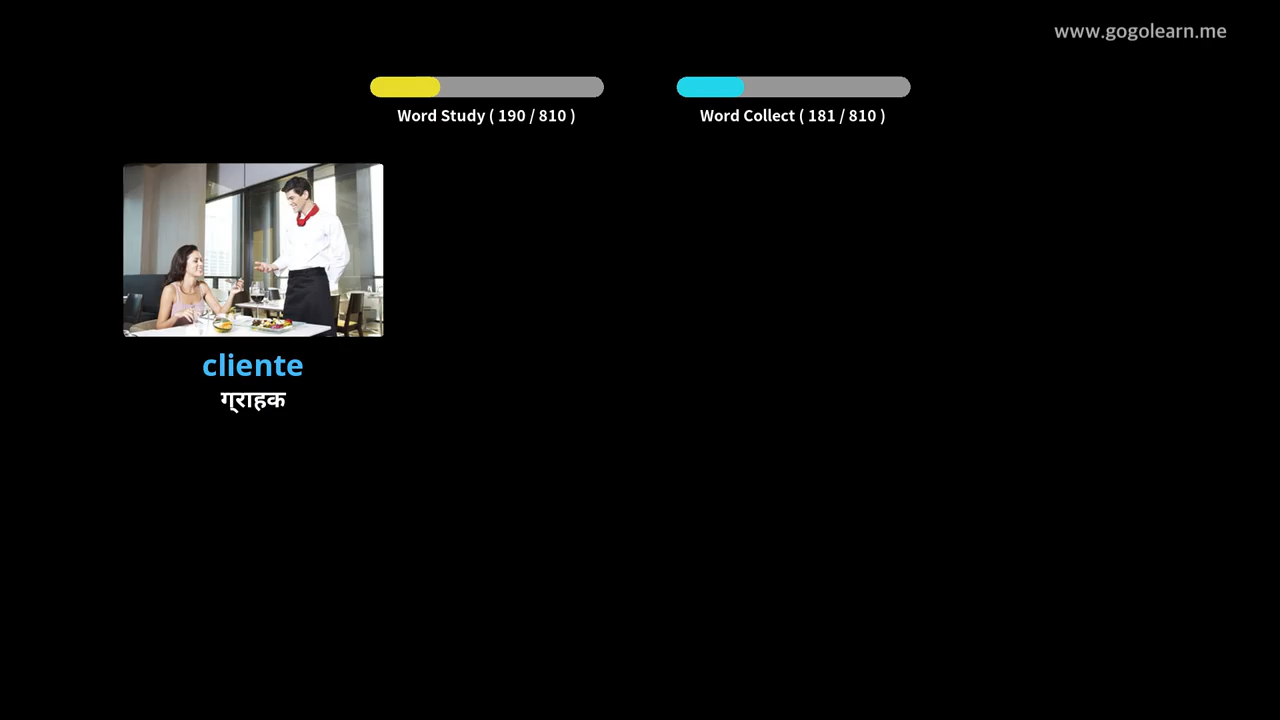 www.gogolearn.me
Word Study ( 190 / 810 )
Word Collect ( 181 / 810 )
cliente
ग्राहक